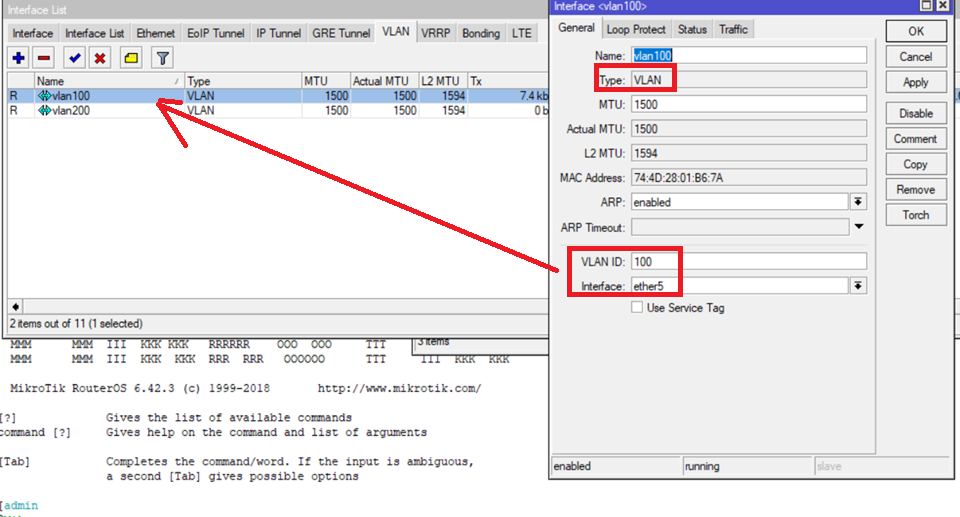 Interface List
Interface Interface List Ethernet EoIP Tunnel IP Tunnel GRE Tunnel VLAN VRRP Bonding LTE
Name / Type MTU Actual MTU L2 MTU Tx
R vlan100 VLAN 1500 1500 1594 7.4 kb
R vlan200 VLAN 1500 1500 1594 0 b
2 items out of 11 (1 selected)
3 items
MMM MMM III KKK KKK RRRRRR OOO OOO TTT III KKK KKK
MMM MMM III KKK KKK RRR RRR OOOOOO TTT III KKK KKK
MikroTik RouterOS 6.42.3 (c) 1999-2018 http://www.mikrotik.com/
[?] Gives the list of available commands
command [?] Gives help on the command and list of arguments
[Tab] Completes the command/word. If the input is ambiguous,
a second [Tab] gives possible options
[admin
Interface <vlan100>
General Loop Protect Status Traffic
Name: vlan100
Type: VLAN
MTU: 1500
Actual MTU: 1500
L2 MTU: 1594
MAC Address: 74:4D:28:01:B6:7A
ARP: enabled
ARP Timeout:
VLAN ID: 100
Interface: ether5
Use Service Tag
enabled running slave
OK
Cancel
Apply
Disable
Comment
Copy
Remove
Torch